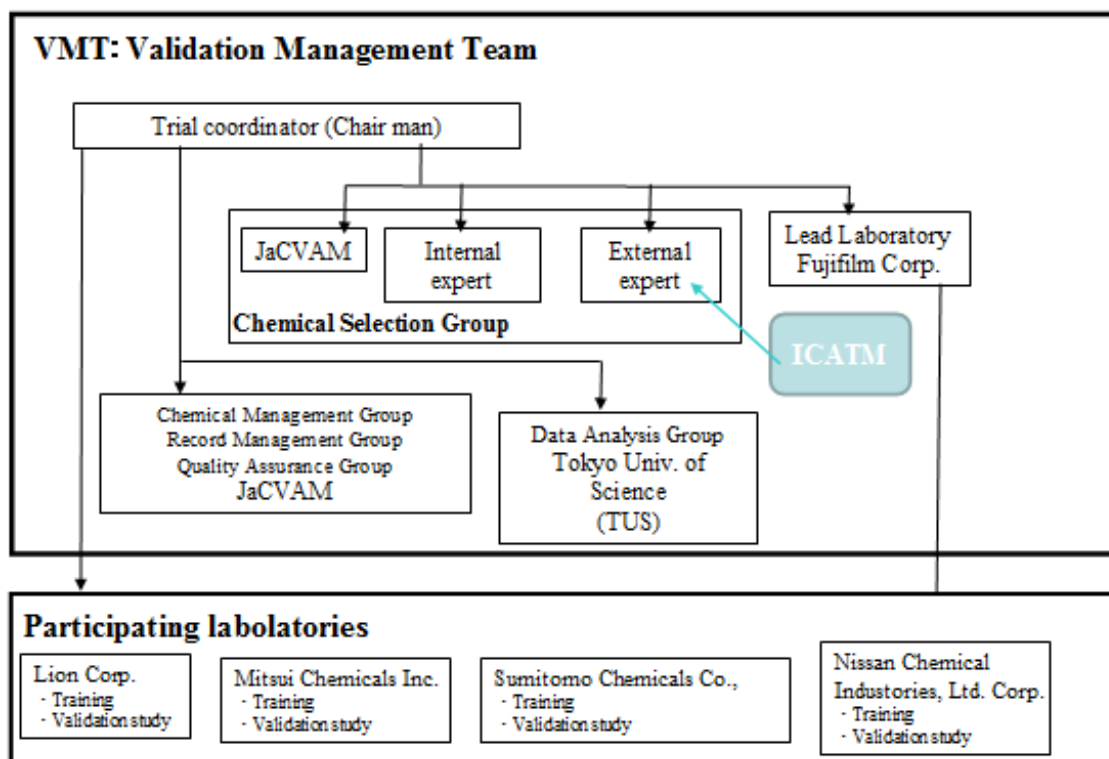 VMT: Validation Management Team
Trial coordinator (Chair man)
JaCVAM
Internal
expert
External
expert
Chemical Selection Group
Lead Laboratory
Fujifilm Corp.
ICATM
Chemical Management Group
Record Management Group
Quality Assurance Group
JaCVAM
Data Analysis Group
Tokyo Univ. of
Science
(TUS)
Participating labolatories
Lion Corp.
- Training
- Validation study
Mitsui Chemicals Inc.
- Training
- Validation study
Sumitomo Chemicals Co.,
- Training
- Validation study
Nissan Chemical
Industories, Ltd. Corp.
- Training
- Validation study